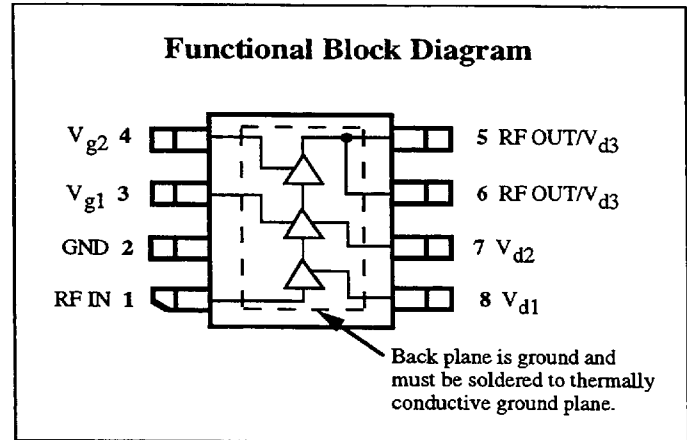 Functional Block Diagram
Vg2 4
5 RF OUT/Vd3
Vg1 3
6 RF OUT/Vd3
GND 2
7 Vd2
RF IN 1
8 Vd1
Back plane is ground and
must be soldered to thermally
conductive ground plane.